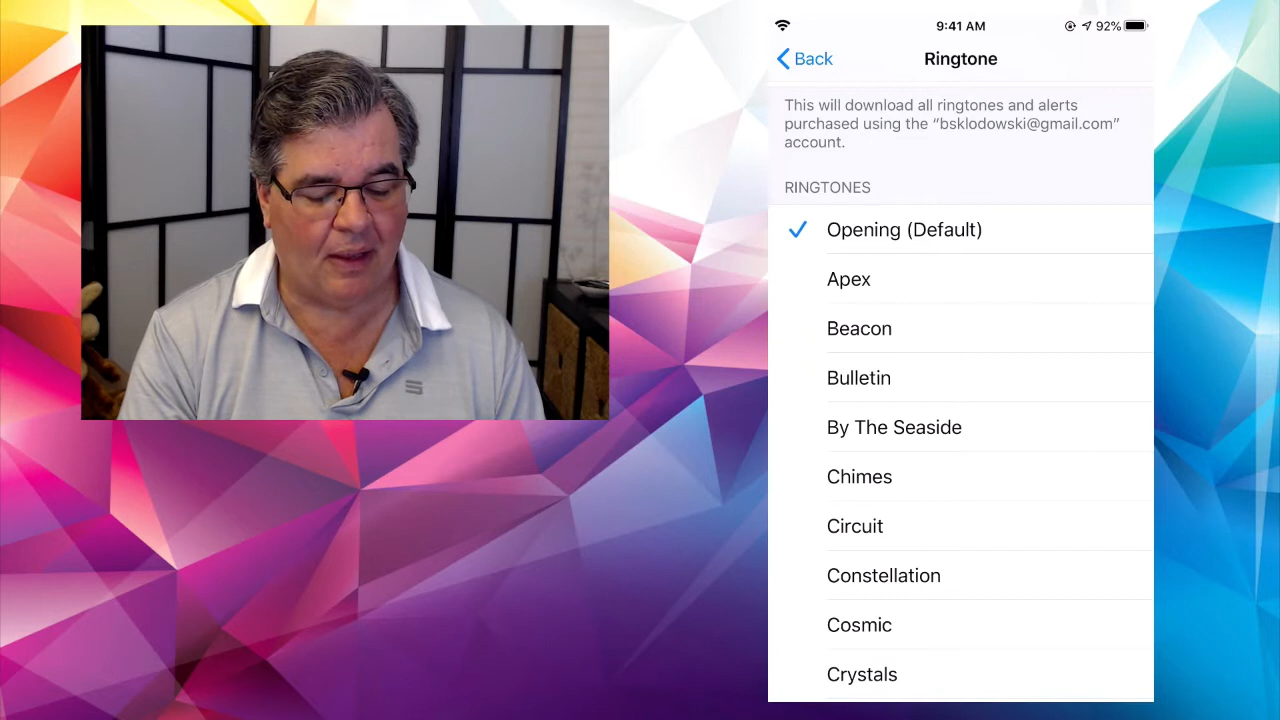 9:41 AM
92%
Back
Ringtone
This will download all ringtones and alerts
purchased using the “bsklodowski@gmail.com”
account.
RINGTONES
Opening (Default)
Apex
Beacon
Bulletin
By The Seaside
Chimes
Circuit
Constellation
Cosmic
Crystals